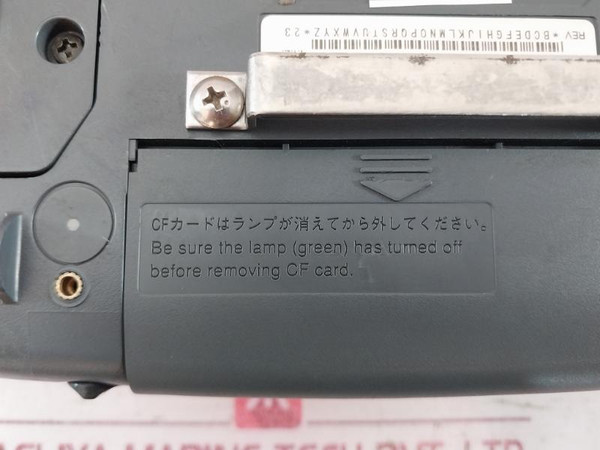 REV * BCDEFGHIJKLMNOPQRSTUVWXYZ * 23
CFカードはランプが消えてから外してください。
Be sure the lamp (green) has turned off
before removing CF card.